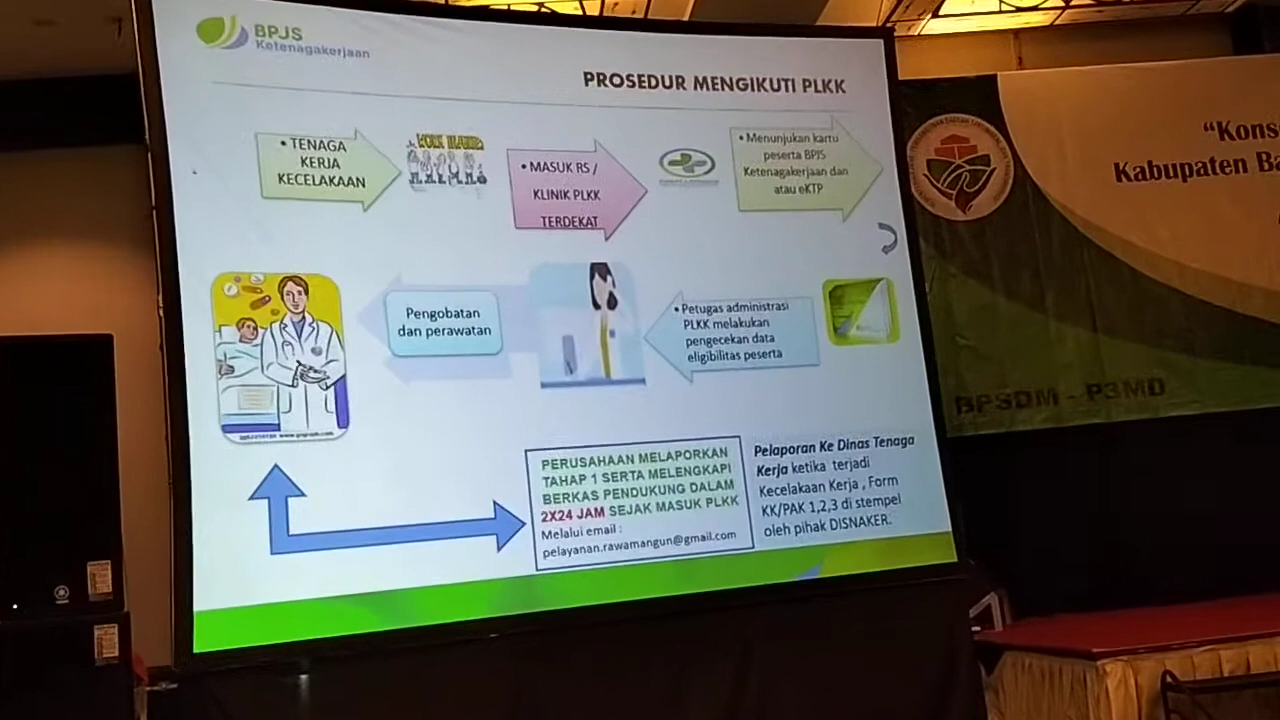 BPJS
Ketenagakerjaan
PROSEDUR MENGIKUTI PLKK
• TENAGA
KERJA
KECELAKAAN
• MASUK RS /
KLINIK PLKK
TERDEKAT
• Menunjukan kartu
peserta BPJS
Ketenagakerjaan dan
atau eKTP
Pengobatan
dan perawatan
• Petugas administrasi
PLKK melakukan
pengecekan data
eligibilitas peserta
PERUSAHAAN MELAPORKAN
TAHAP 1 SERTA MELENGKAPI
BERKAS PENDUKUNG DALAM
2X24 JAM SEJAK MASUK PLKK
Melalui email :
pelayanan.rawamangun@gmail.com
Pelaporan Ke Dinas Tenaga
Kerja ketika terjadi
Kecelakaan Kerja , Form
KK/PAK 1,2,3 di stempel
oleh pihak DISNAKER.
“Kons
Kabupaten Ba
BPSDM - P3MD